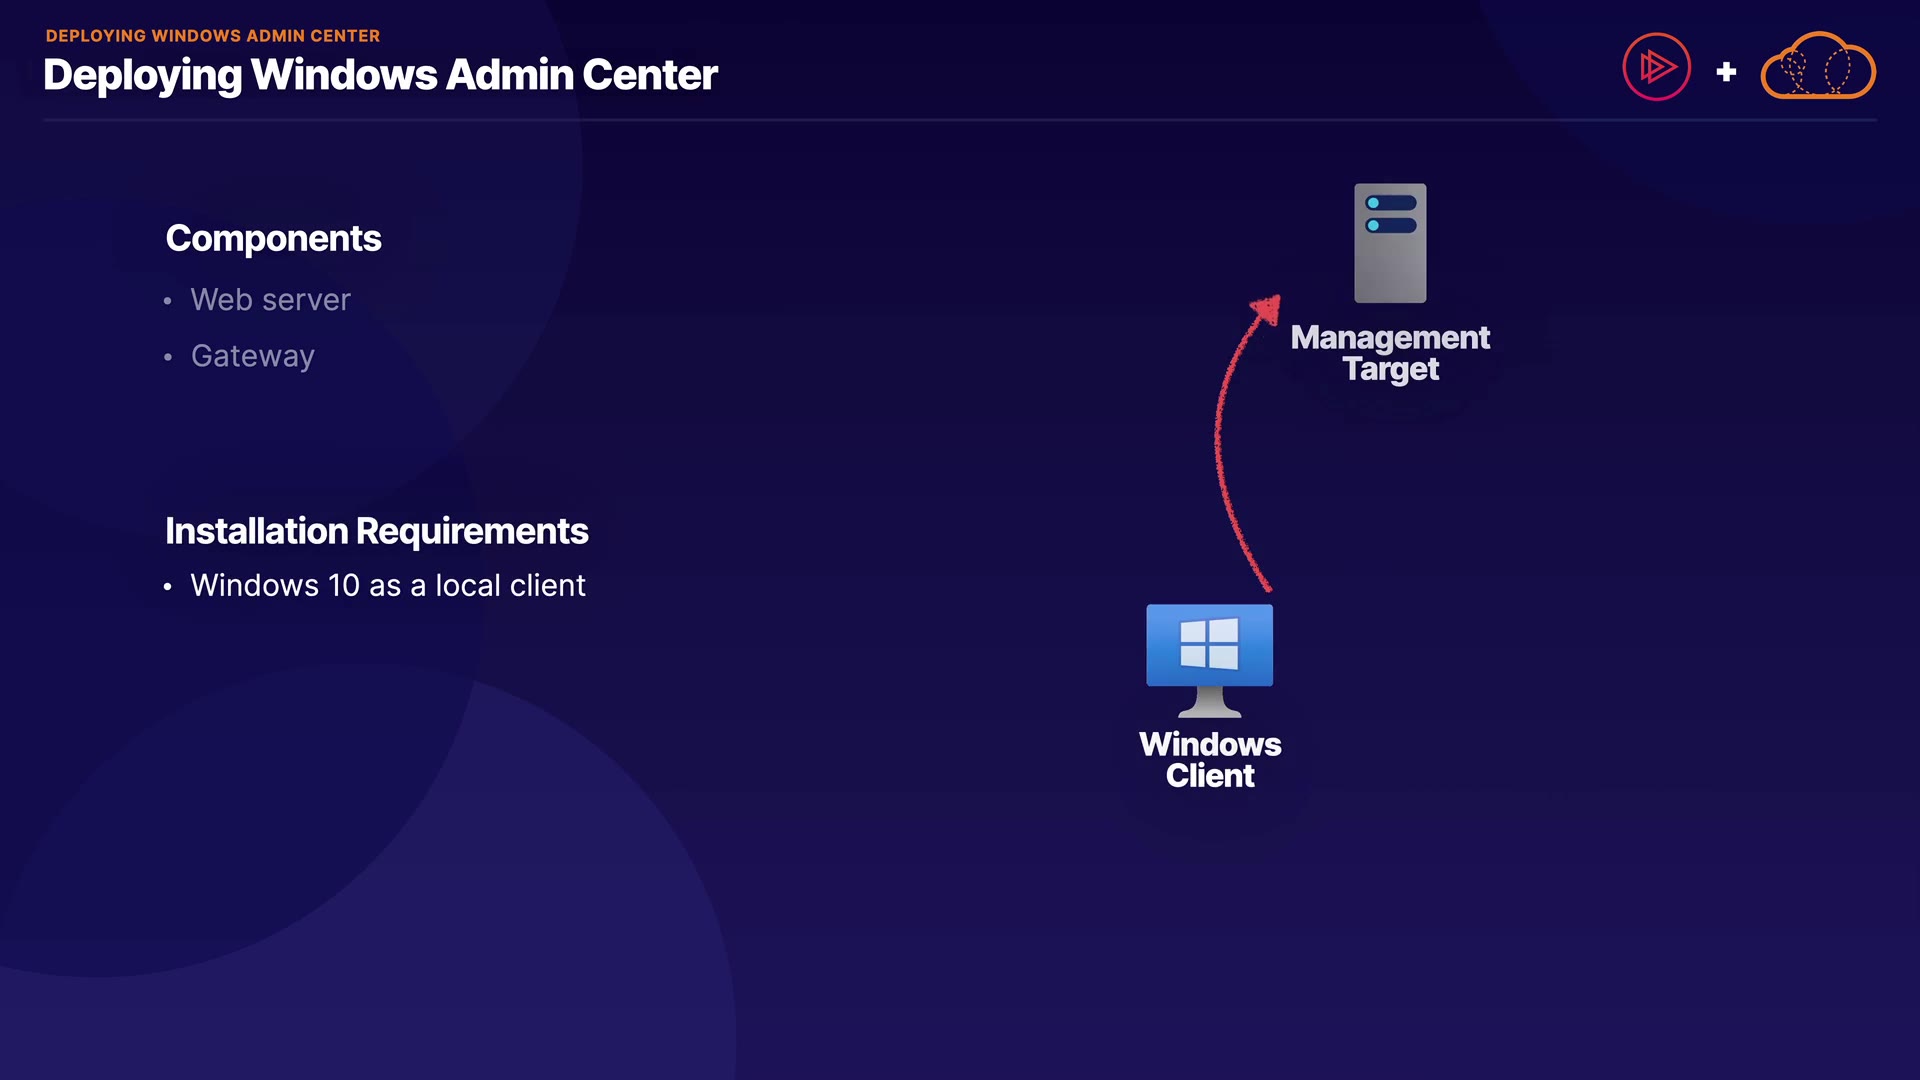 DEPLOYING WINDOWS ADMIN CENTER
Deploying Windows Admin Center
Components
• Web server
• Gateway
Installation Requirements
• Windows 10 as a local client
Management
Target
Windows
Client